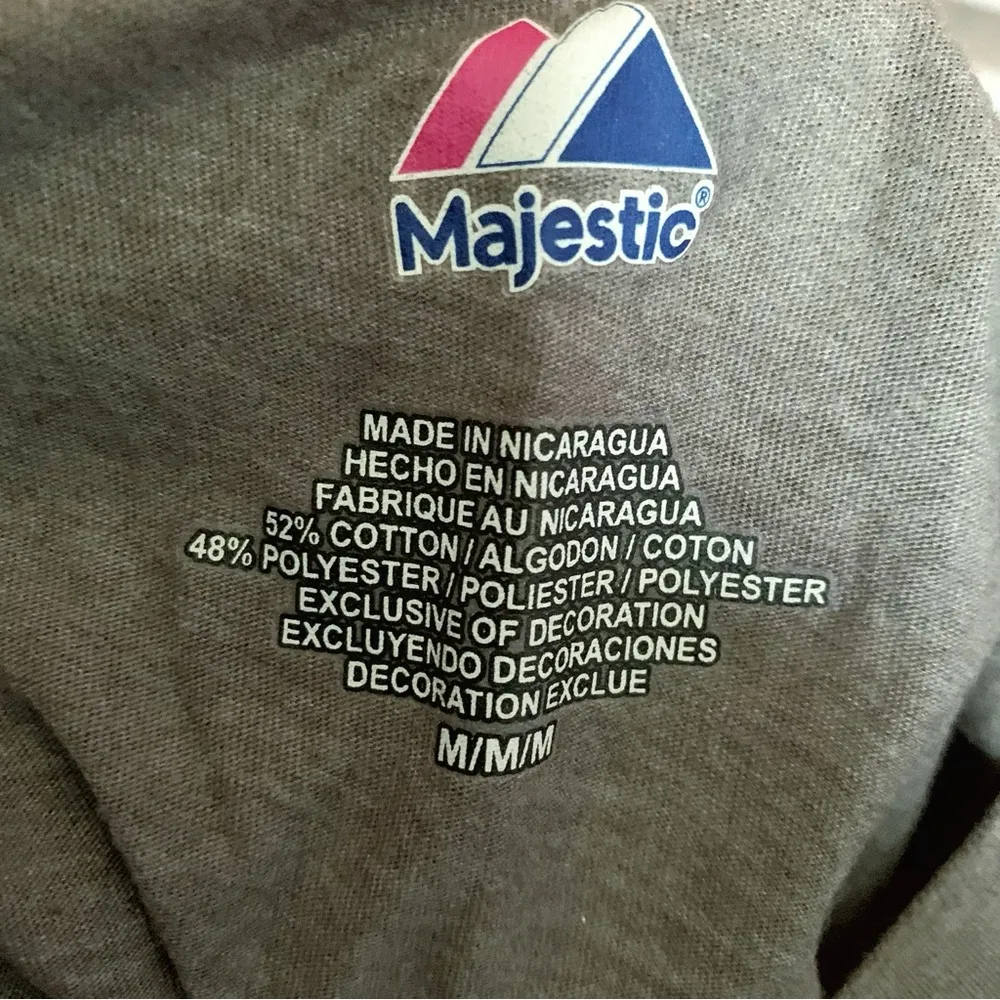 Majestic®
MADE IN NICARAGUA
HECHO EN NICARAGUA
FABRIQUE AU NICARAGUA
52% COTTON / ALGODON / COTON
48% POLYESTER / POLIESTER / POLYESTER
EXCLUSIVE OF DECORATION
EXCLUYENDO DECORACIONES
DECORATION EXCLUE
M/M/M